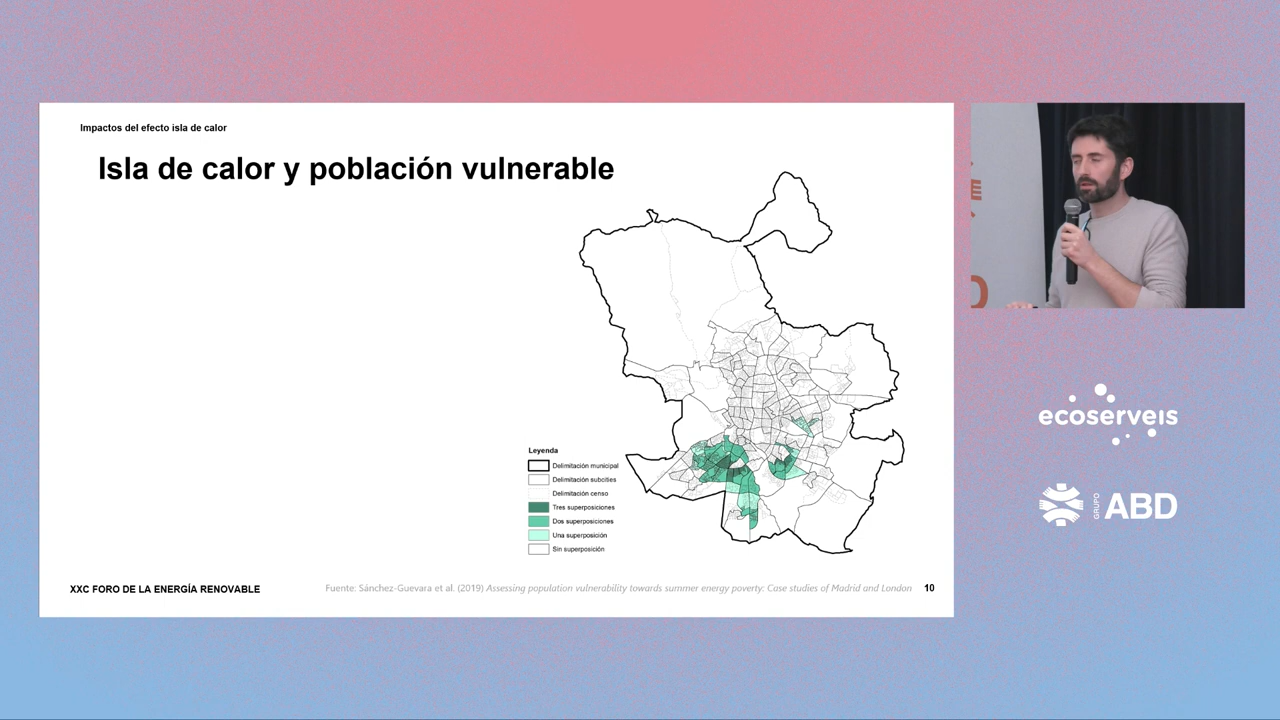 Impactos del efecto isla de calor
Isla de calor y población vulnerable
Leyenda
Delimitación municipal
Delimitación subcities
Delimitación censo
Tres superposiciones
Dos superposiciones
Una superposición
Sin superposición
XXC FORO DE LA ENERGÍA RENOVABLE
Fuente: Sánchez-Guevara et al. (2019) Assessing population vulnerability towards summer energy poverty: Case studies of Madrid and London
10
ecoserveis
GRUPO ABD